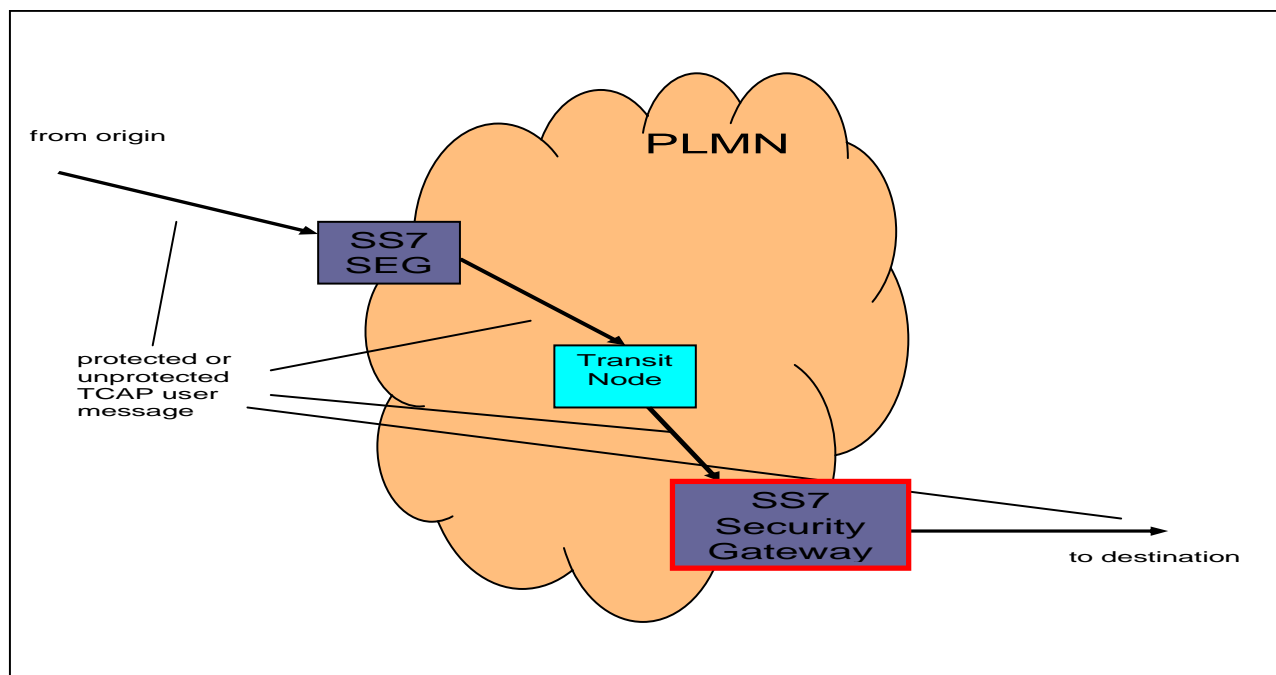 from origin
PLMN
SS7
SEG
protected or
unprotected
TCAP user
message
Transit
Node
SS7
Security
Gateway
to destination